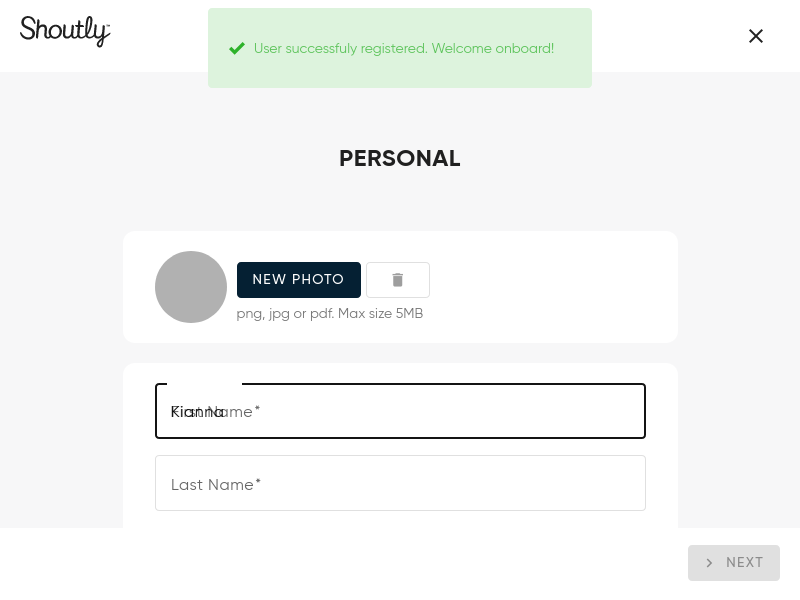 Shoutly™
User successfuly registered. Welcome onboard!
PERSONAL
NEW PHOTO
png, jpg or pdf. Max size 5MB
First Name*
Kianna
Last Name*
NEXT